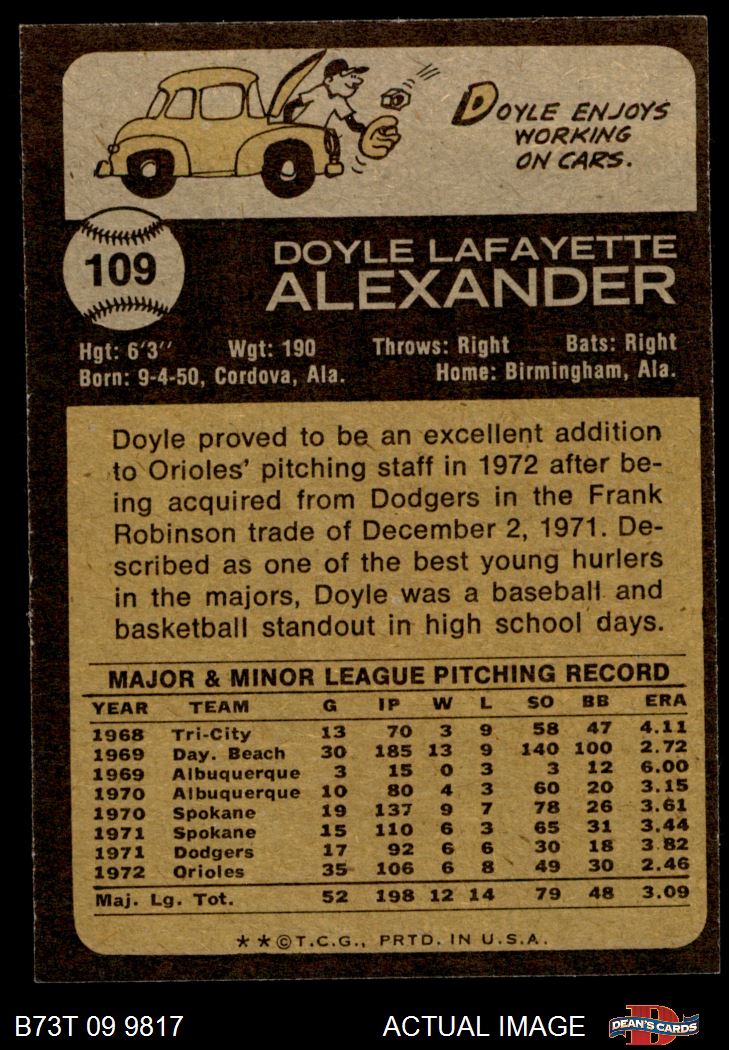 DOYLE ENJOYS
WORKING
ON CARS.
109
DOYLE LAFAYETTE
ALEXANDER
Hgt: 6'3'' Wgt: 190 Throws: Right Bats: Right
Born: 9-4-50, Cordova, Ala. Home: Birmingham, Ala.
Doyle proved to be an excellent addition
to Orioles' pitching staff in 1972 after be-
ing acquired from Dodgers in the Frank
Robinson trade of December 2, 1971. De-
scribed as one of the best young hurlers
in the majors, Doyle was a baseball and
basketball standout in high school days.
MAJOR & MINOR LEAGUE PITCHING RECORD
YEAR TEAM G IP W L SO BB ERA
1968 Tri-City 13 70 3 9 58 47 4.11
1969 Day. Beach 30 185 13 9 140 100 2.72
1969 Albuquerque 3 15 0 3 3 12 6.00
1970 Albuquerque 10 80 4 3 60 20 3.15
1970 Spokane 19 137 9 7 78 26 3.61
1971 Spokane 15 110 6 3 65 31 3.44
1971 Dodgers 17 92 6 6 30 18 3.82
1972 Orioles 35 106 6 8 49 30 2.46
Maj. Lg. Tot. 52 198 12 14 79 48 3.09
**©T.C.G., PRTD. IN U.S.A.
B73T 09 9817 ACTUAL IMAGE D DEAN'S CARDS